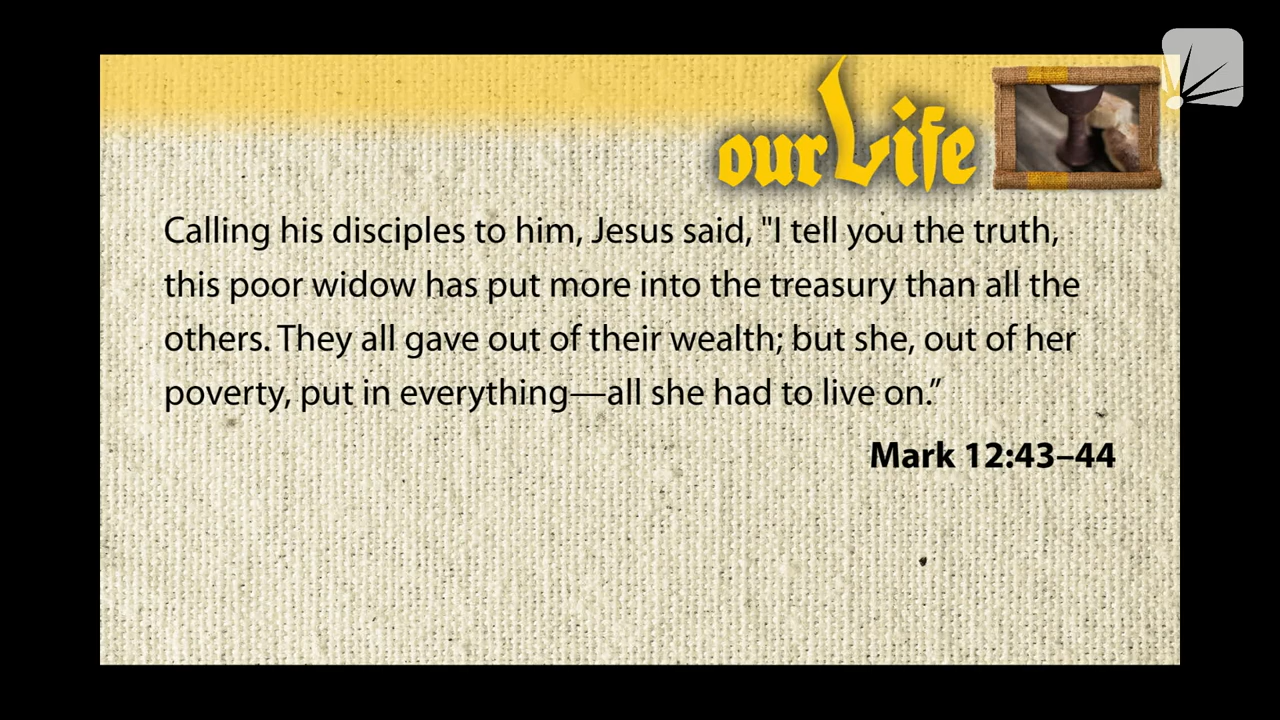 ourLife
Calling his disciples to him, Jesus said, "I tell you the truth,
this poor widow has put more into the treasury than all the
others. They all gave out of their wealth; but she, out of her
poverty, put in everything—all she had to live on.”
Mark 12:43–44